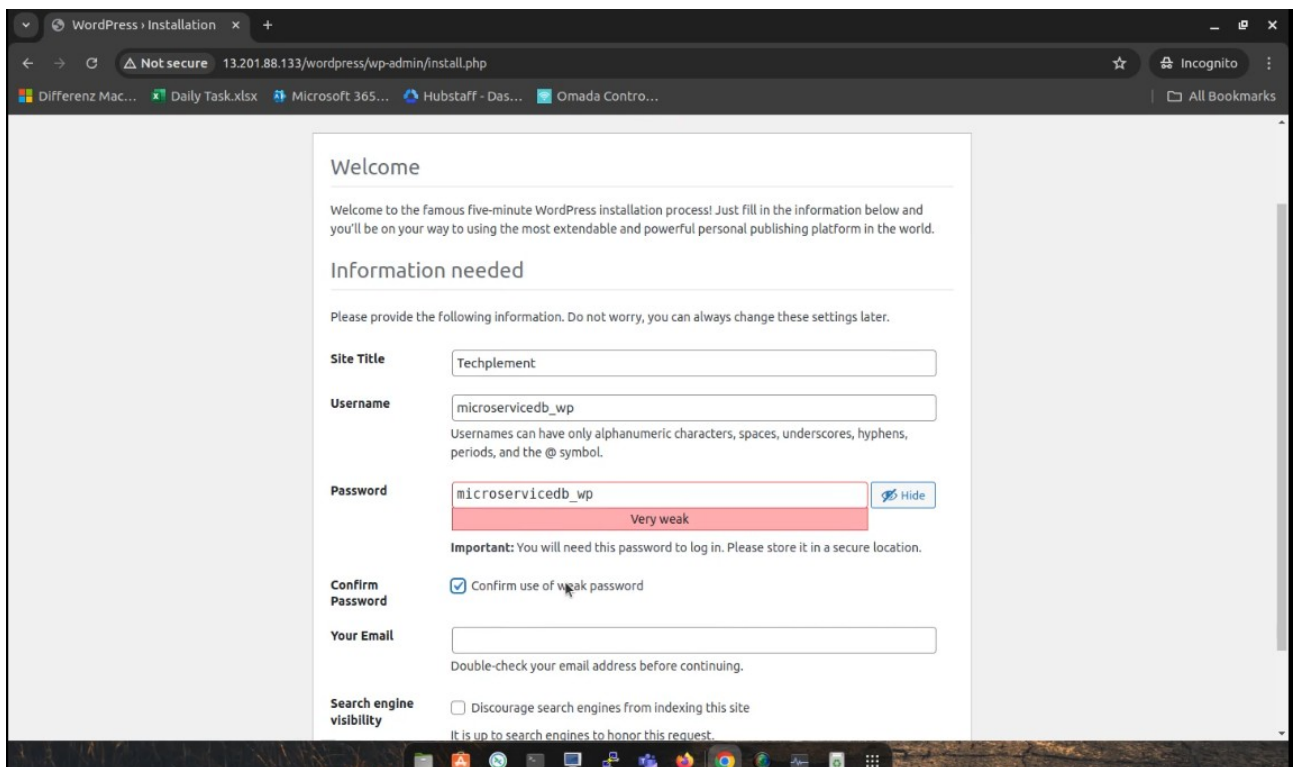 WordPress › Installation
Not secure 13.201.88.133/wordpress/wp-admin/install.php Incognito
Differenz Mac... Daily Task.xlsx Microsoft 365... Hubstaff - Das... Omada Contro... All Bookmarks
Welcome
Welcome to the famous five-minute WordPress installation process! Just fill in the information below and
you'll be on your way to using the most extendable and powerful personal publishing platform in the world.
Information needed
Please provide the following information. Do not worry, you can always change these settings later.
Site Title Techplement
Username microservicedb_wp
Usernames can have only alphanumeric characters, spaces, underscores, hyphens,
periods, and the @ symbol.
Password microservicedb_wp Hide
Very weak
Important: You will need this password to log in. Please store it in a secure location.
Confirm
Password
Confirm use of weak password
Your Email
Double-check your email address before continuing.
Search engine
visibility
Discourage search engines from indexing this site
It is up to search engines to honor this request.